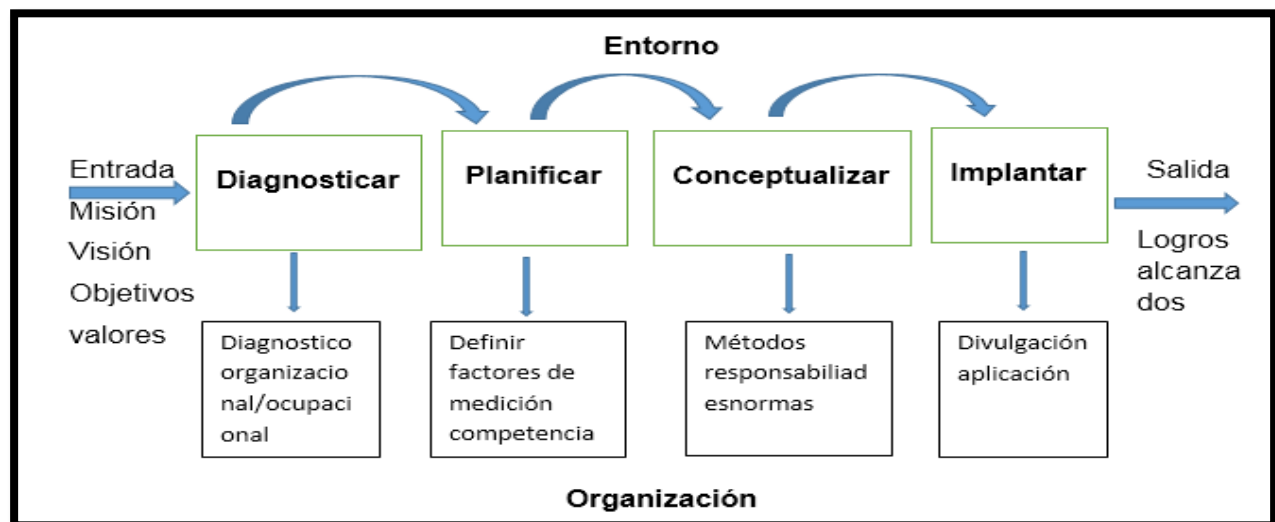 Entorno
Entrada
Misión
Visión
Objetivos
valores
Diagnosticar
Planificar
Conceptualizar
Implantar
Salida
Logros
alcanza
dos
Diagnostico
organizacio
nal/ocupaci
onal
Definir
factores de
medición
competencia
Métodos
responsabiliad
esnormas
Divulgación
aplicación
Organización